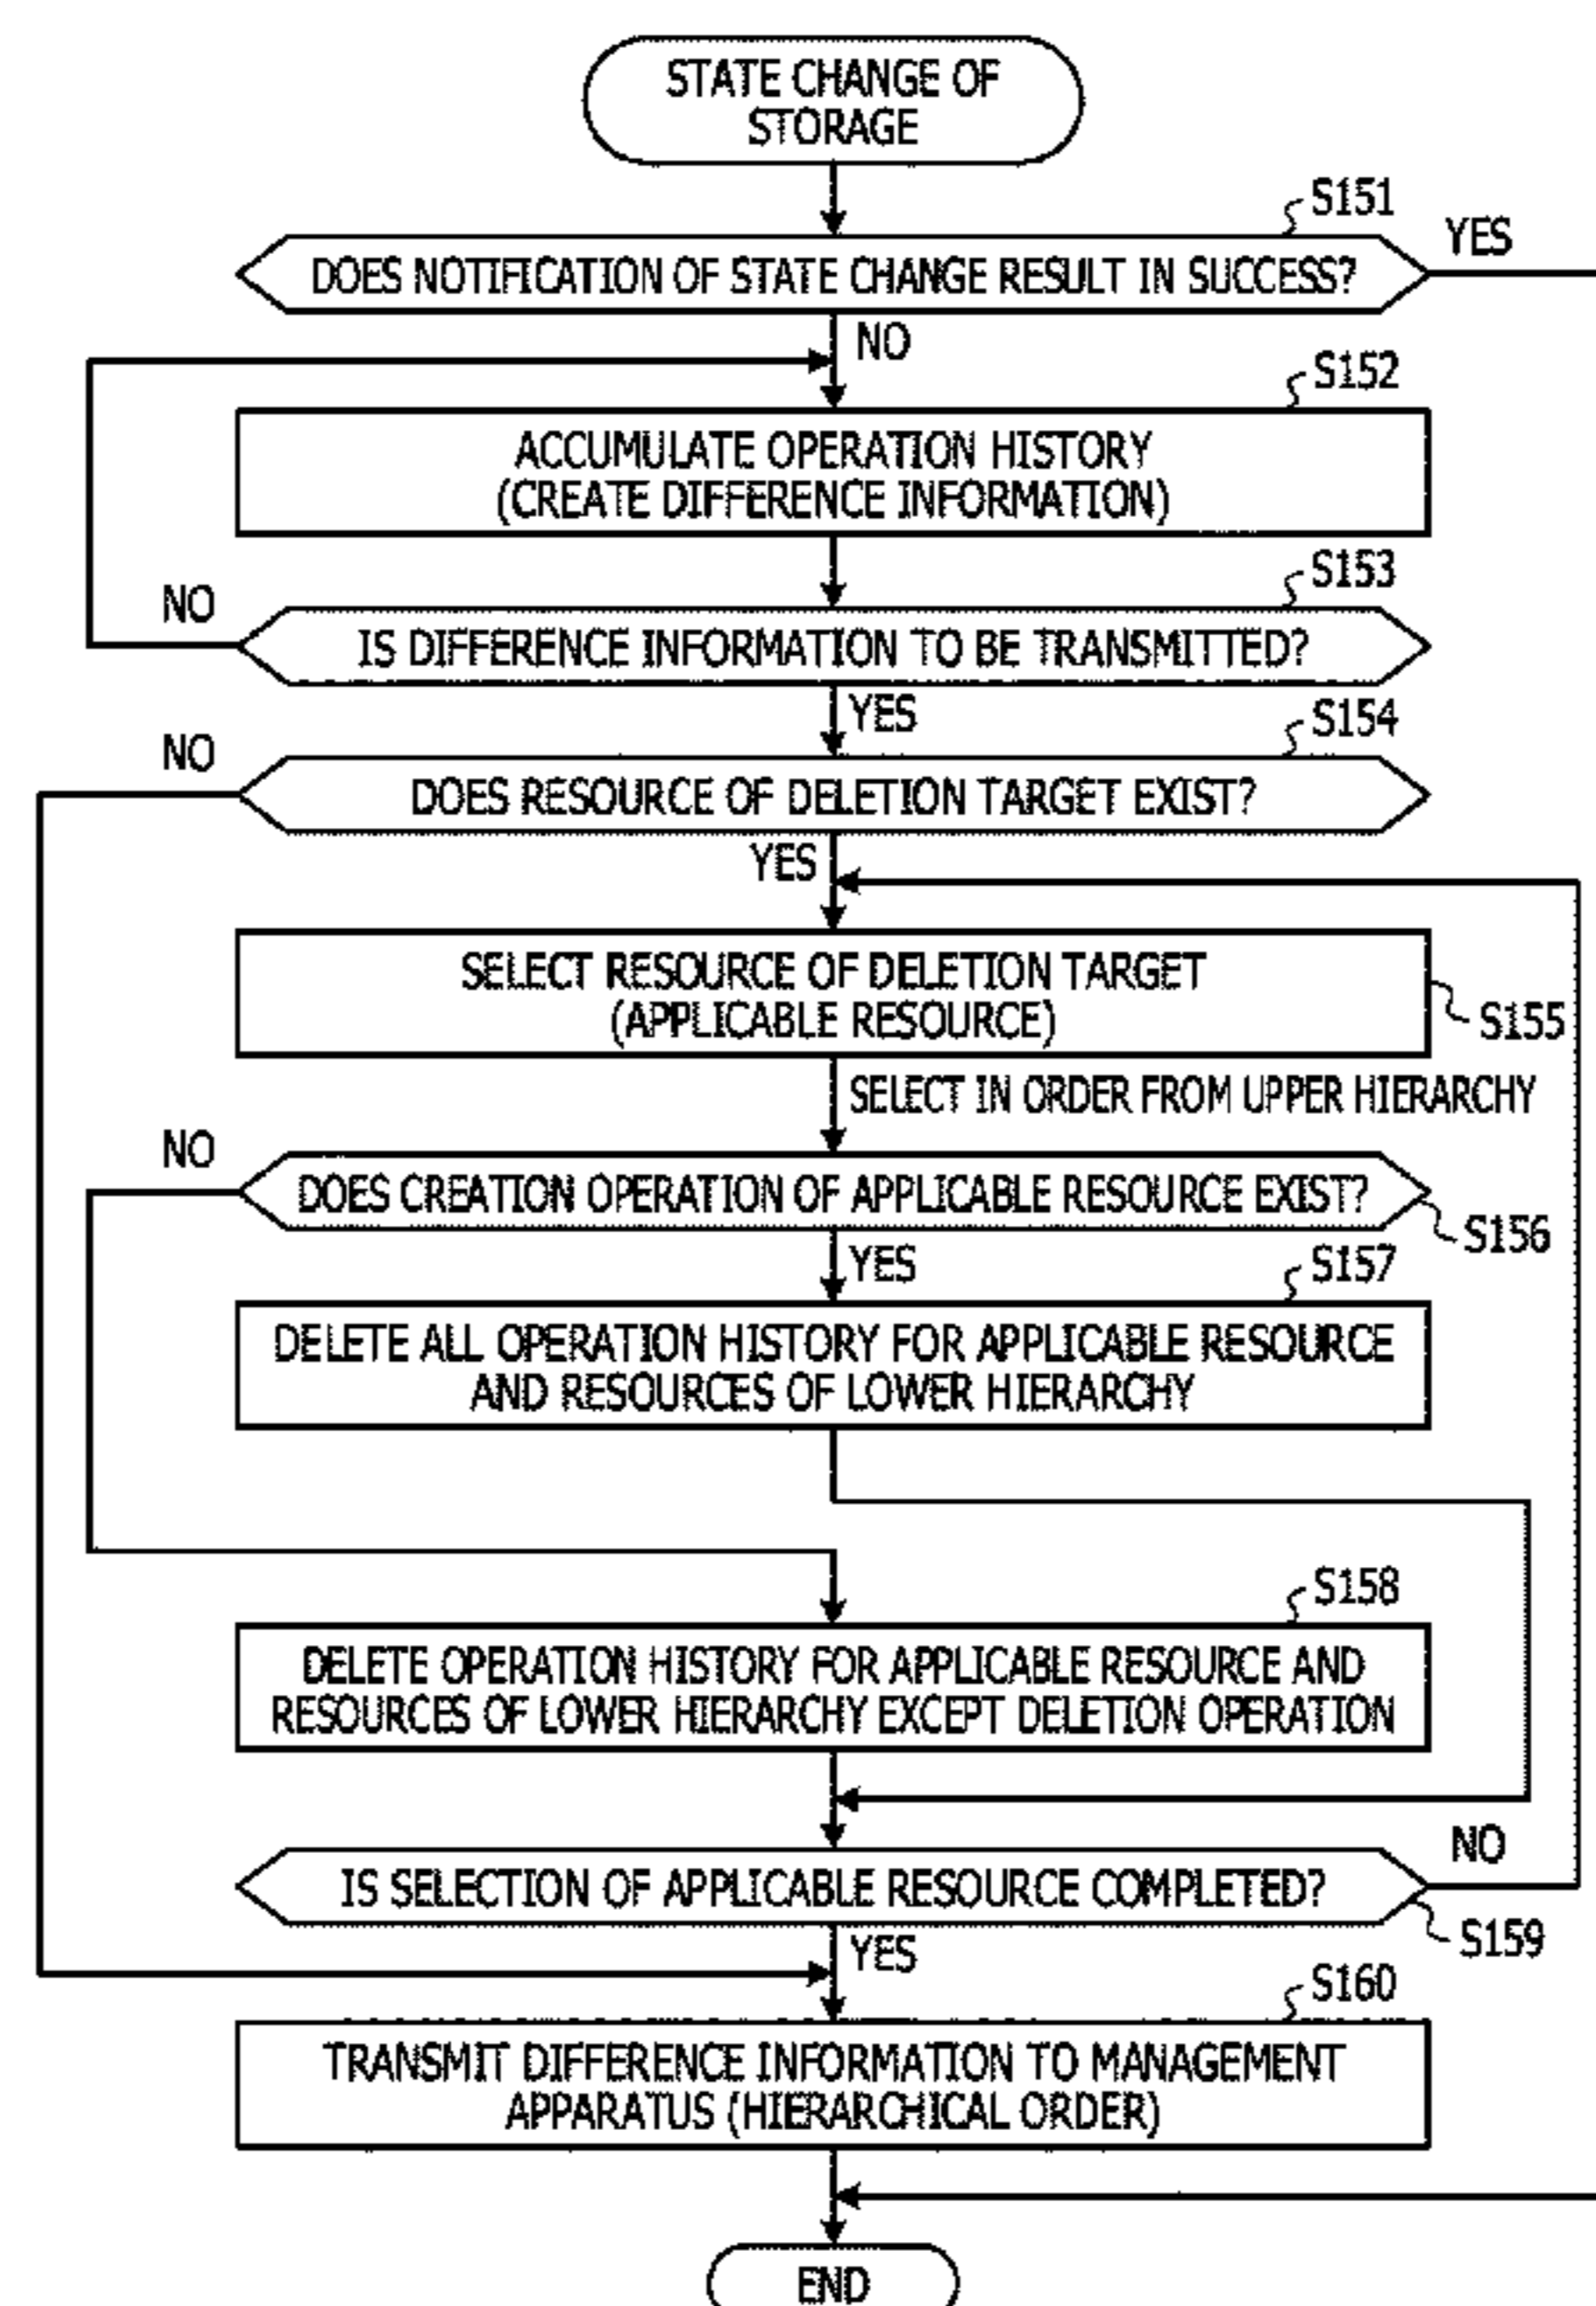 STATE CHANGE OF
STORAGE
S151
YES
DOES NOTIFICATION OF STATE CHANGE RESULT IN SUCCESS?
NO
S152
ACCUMULATE OPERATION HISTORY
(CREATE DIFFERENCE INFORMATION)
S153
NO
IS DIFFERENCE INFORMATION TO BE TRANSMITTED?
YES
S154
NO
DOES RESOURCE OF DELETION TARGET EXIST?
YES
SELECT RESOURCE OF DELETION TARGET
(APPLICABLE RESOURCE)
S155
SELECT IN ORDER FROM UPPER HIERARCHY
NO
DOES CREATION OPERATION OF APPLICABLE RESOURCE EXIST?
S156
YES
S157
DELETE ALL OPERATION HISTORY FOR APPLICABLE RESOURCE
AND RESOURCES OF LOWER HIERARCHY
S158
DELETE OPERATION HISTORY FOR APPLICABLE RESOURCE AND
RESOURCES OF LOWER HIERARCHY EXCEPT DELETION OPERATION
NO
IS SELECTION OF APPLICABLE RESOURCE COMPLETED?
S159
YES
S160
TRANSMIT DIFFERENCE INFORMATION TO MANAGEMENT
APPARATUS (HIERARCHICAL ORDER)
END